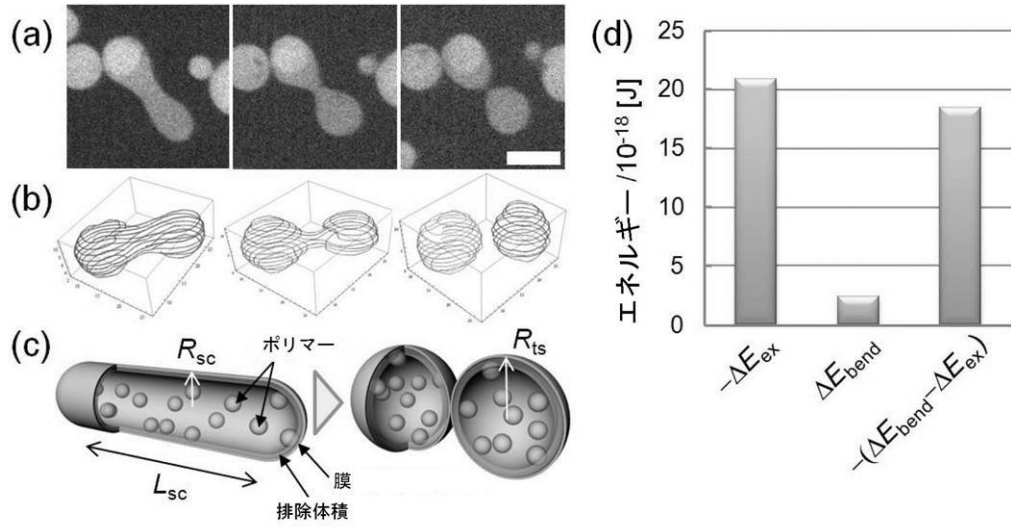 (a)
(b)
(c)
R_sc
ポリマー
R_ts
L_sc
膜
排除体積
(d)
エネルギー /10^-18 [J]
25
20
15
10
5
0
−ΔE_ex
ΔE_bend
−(ΔE_bend−ΔE_ex)